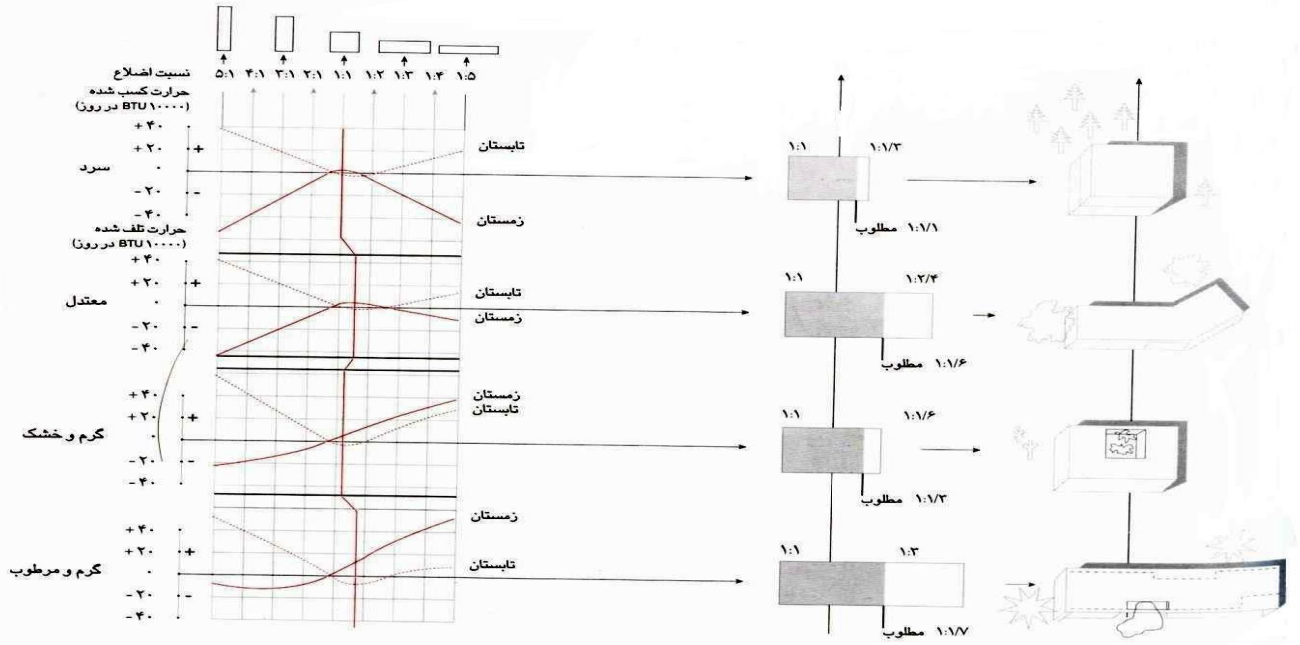 نسبت اضلاع ۵:۱ ۴:۱ ۳:۱ ۲:۱ ۱:۱ ۱:۲ ۱:۳ ۱:۴ ۱:۵
حرارت کسب شده
(۱۰۰۰۰ BTU در روز)
+ ۴۰
+ ۲۰ +
سرد ۰
- ۲۰ -
- ۴۰
تابستان
زمستان
۱:۱ ۱:۱/۳
مطلوب ۱:۱/۱
حرارت تلف شده
(۱۰۰۰۰ BTU در روز)
+ ۴۰
+ ۲۰ +
معتدل ۰
- ۲۰ -
- ۴۰
تابستان
زمستان
۱:۱ ۱:۲/۴
مطلوب ۱:۱/۶
+ ۴۰
+ ۲۰ +
گرم و خشک ۰
- ۲۰ -
- ۴۰
زمستان
تابستان
۱:۱ ۱:۱/۶
مطلوب ۱:۱/۳
+ ۴۰
+ ۲۰ +
گرم و مرطوب ۰
- ۲۰ -
- ۴۰
زمستان
تابستان
۱:۱ ۱:۳
مطلوب ۱:۱/۷